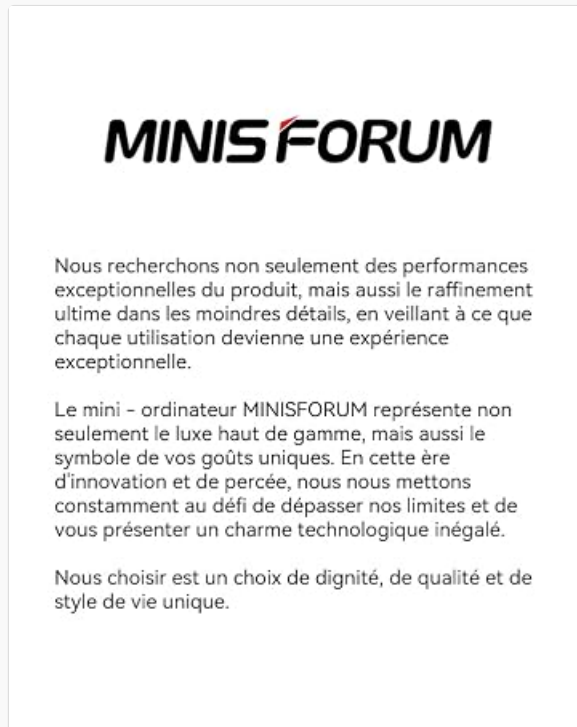 MINISFORUM
Nous recherchons non seulement des performances
exceptionnelles du produit, mais aussi le raffinement
ultime dans les moindres détails, en veillant à ce que
chaque utilisation devienne une expérience
exceptionnelle.
Le mini - ordinateur MINISFORUM représente non
seulement le luxe haut de gamme, mais aussi le
symbole de vos goûts uniques. En cette ère
d'innovation et de percée, nous nous mettons
constamment au défi de dépasser nos limites et de
vous présenter un charme technologique inégalé.
Nous choisir est un choix de dignité, de qualité et de
style de vie unique.